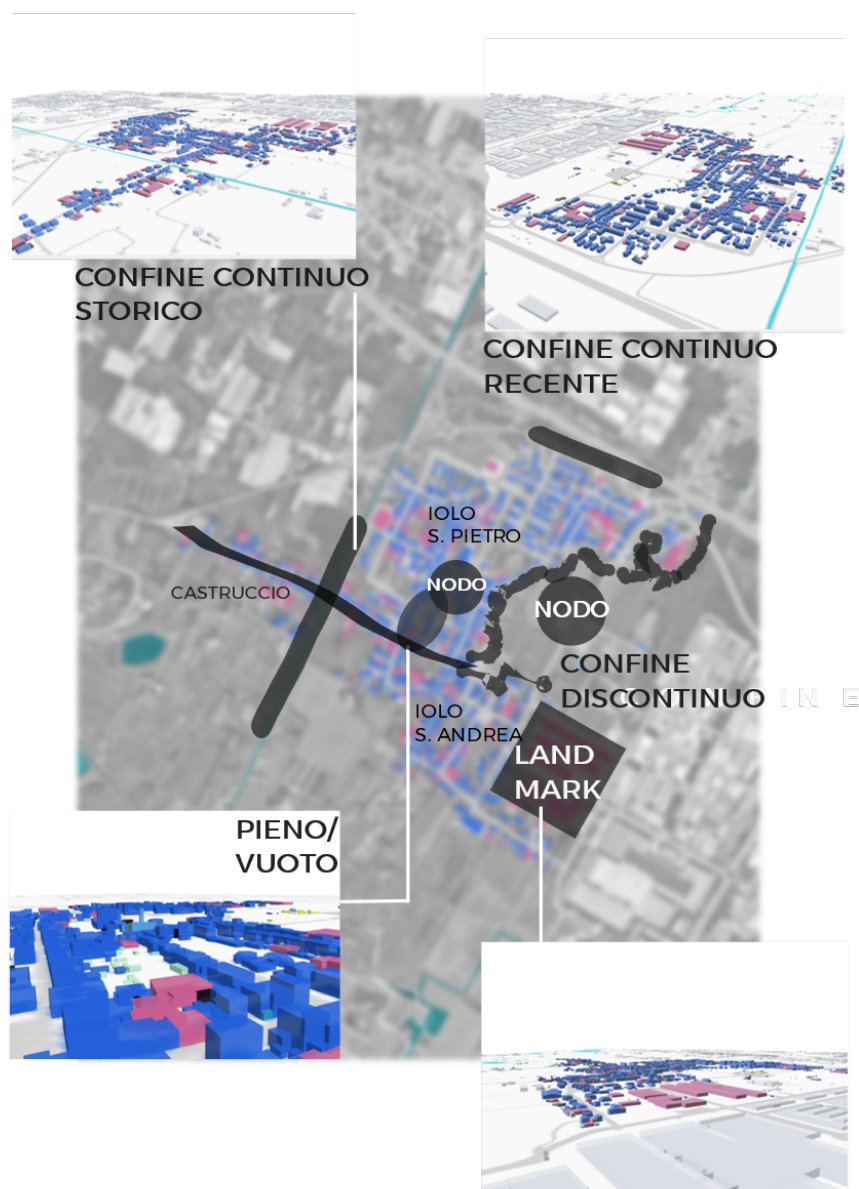 CONFINE CONTINUO
STORICO
CONFINE CONTINUO
RECENTE
IOLO
S. PIETRO
NODO
CASTRUCCIO
NODO
CONFINE
DISCONTINUO
I N E
IOLO
S. ANDREA
LAND
MARK
PIENO/
VUOTO